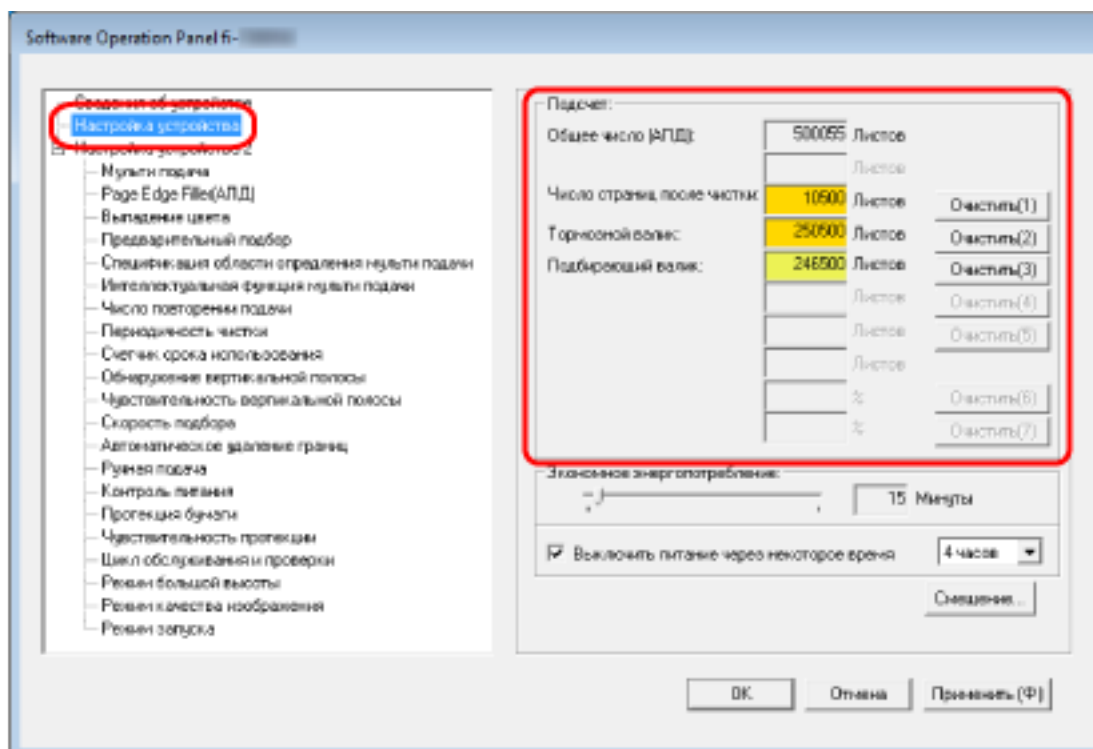 Software Operation Panel fi-
Сведения об устройстве
Настройка устройства
Настройка устройства 2
Мульти подача
Page Edge Filler(АПД)
Выпадение цвета
Предварительный подбор
Спецификация области опредления мульти подачи
Интеллектуальная функция мульти подачи
Число повторении подачи
Периодичность чистки
Счетчик срока использования
Обнаружение вертикальной полосы
Чувствительность вертикальной полосы
Скорость подбора
Автоматическое удаление границ
Ручная подача
Контроль питания
Протекция бумаги
Чувствительность протекции
Цикл обслуживания и проверки
Режим большой высоты
Режим качества изображения
Режим запуска
Подсчет:
Общее число (АПД): 500055 Листов
Листов
Число страниц после чистки: 10500 Листов Очистить(1)
Тормозной валик: 250500 Листов Очистить(2)
Подбирающий валик: 246500 Листов Очистить(3)
Листов Очистить(4)
Листов Очистить(5)
Листов
% Очистить(6)
% Очистить(7)
Экономное энергопотребление:
15 Минуты
Выключить питание через некоторое время 4 часов
Смещение...
OK Отмена Применить (Ф)